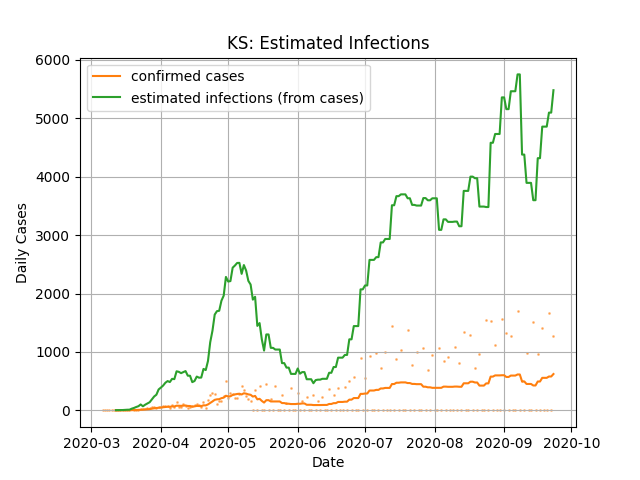 KS: Estimated Infections
confirmed cases
estimated infections (from cases)
Daily Cases
6000
5000
4000
3000
2000
1000
0
2020-03 2020-04 2020-05 2020-06 2020-07 2020-08 2020-09 2020-10
Date